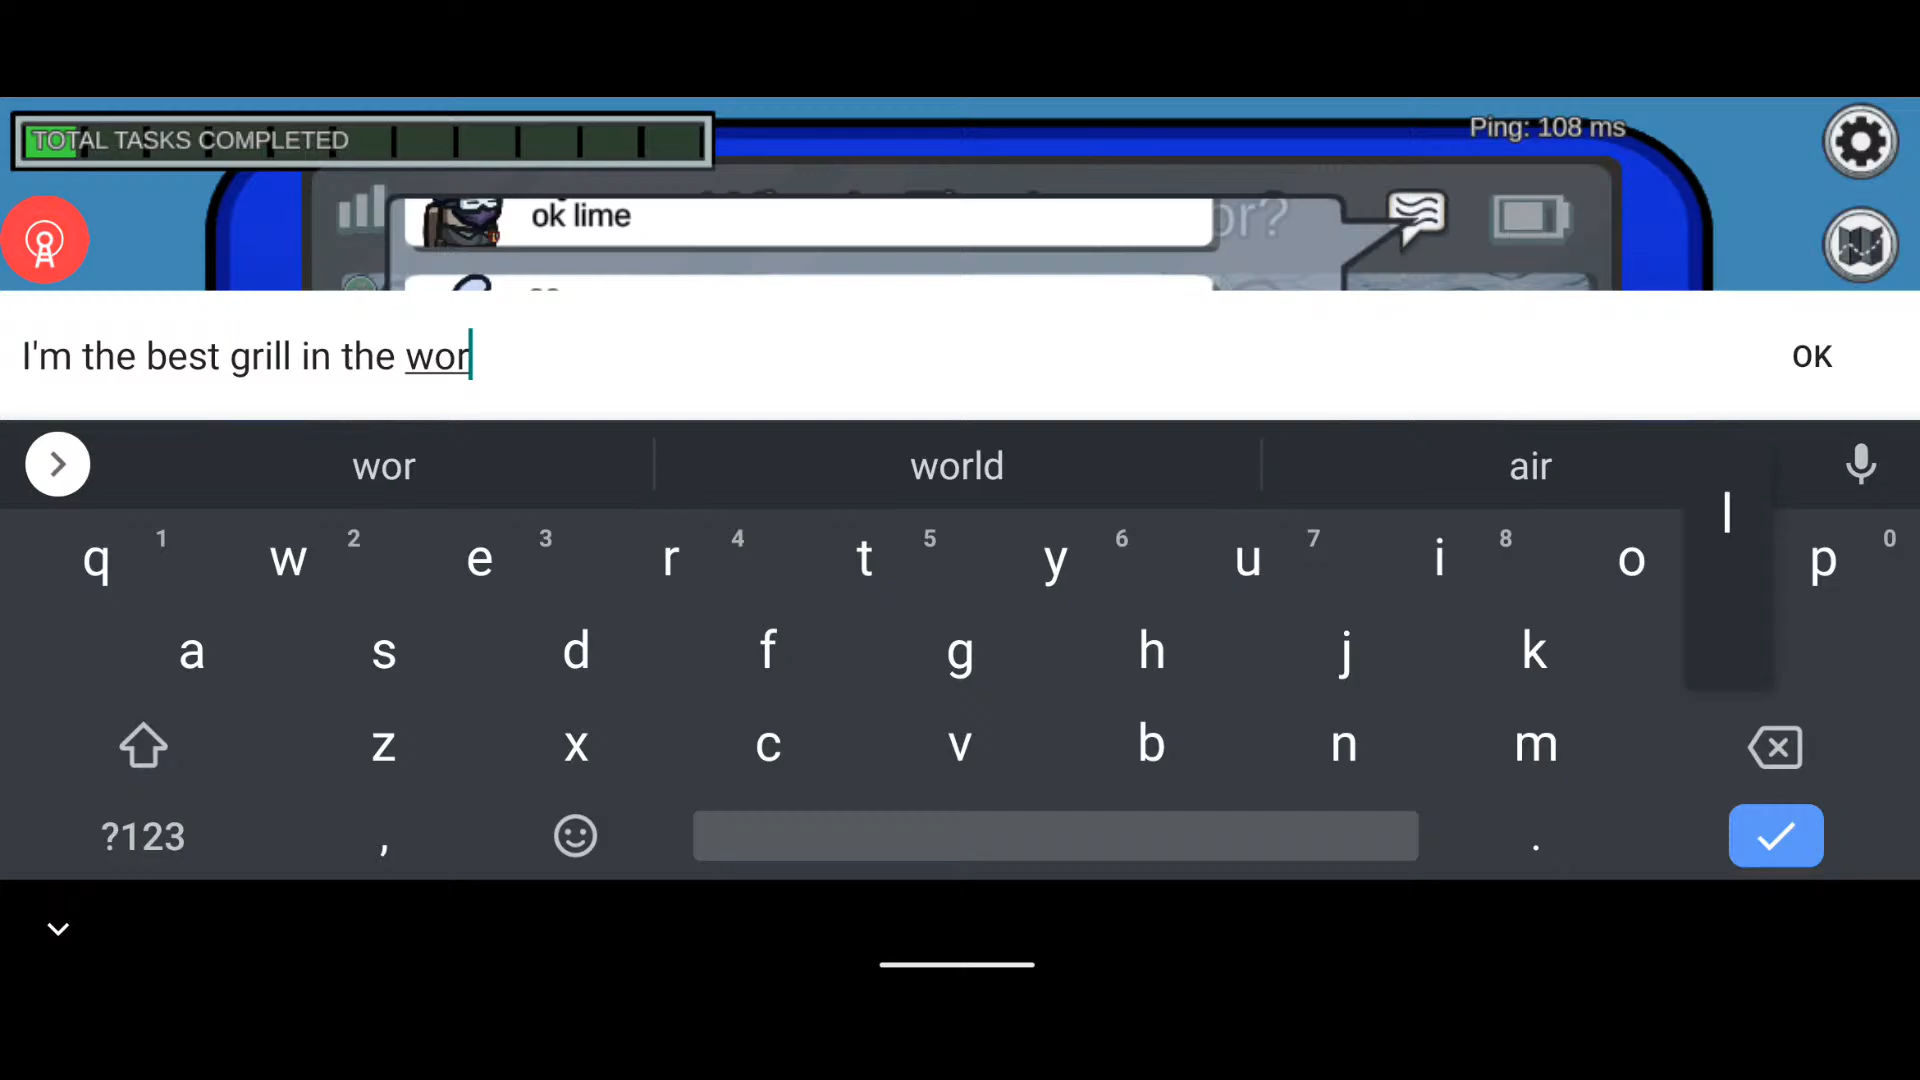 TOTAL TASKS COMPLETED
Ping: 108 ms
or?
ok lime
I'm the best grill in the wor
OK
wor world air
l
q 1 w 2 e 3 r 4 t 5 y 6 u 7 i 8 o p 0
a s d f g h j k
z x c v b n m
?123 , .